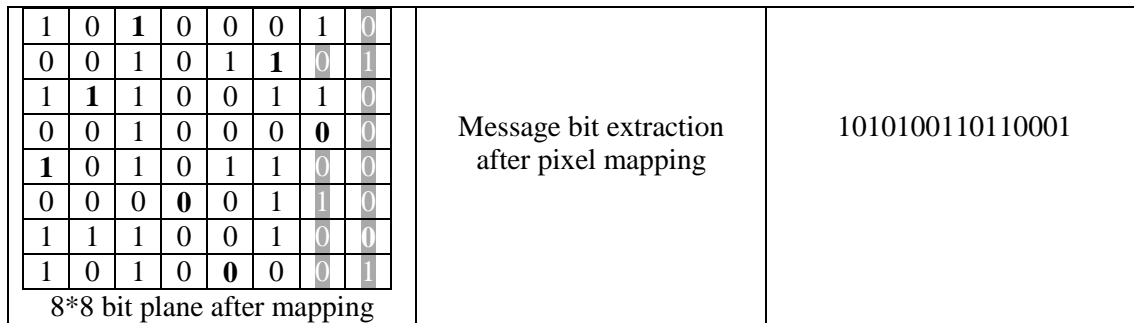 1 0 1 0 0 0 1 0
0 0 1 0 1 1 0 1
1 1 1 0 0 1 1 0
0 0 1 0 0 0 0 0
1 0 1 0 1 1 0 0
0 0 0 0 0 1 1 0
1 1 1 0 0 1 0 0
1 0 1 0 0 0 0 1
8*8 bit plane after mapping
Message bit extraction
after pixel mapping
1010100110110001